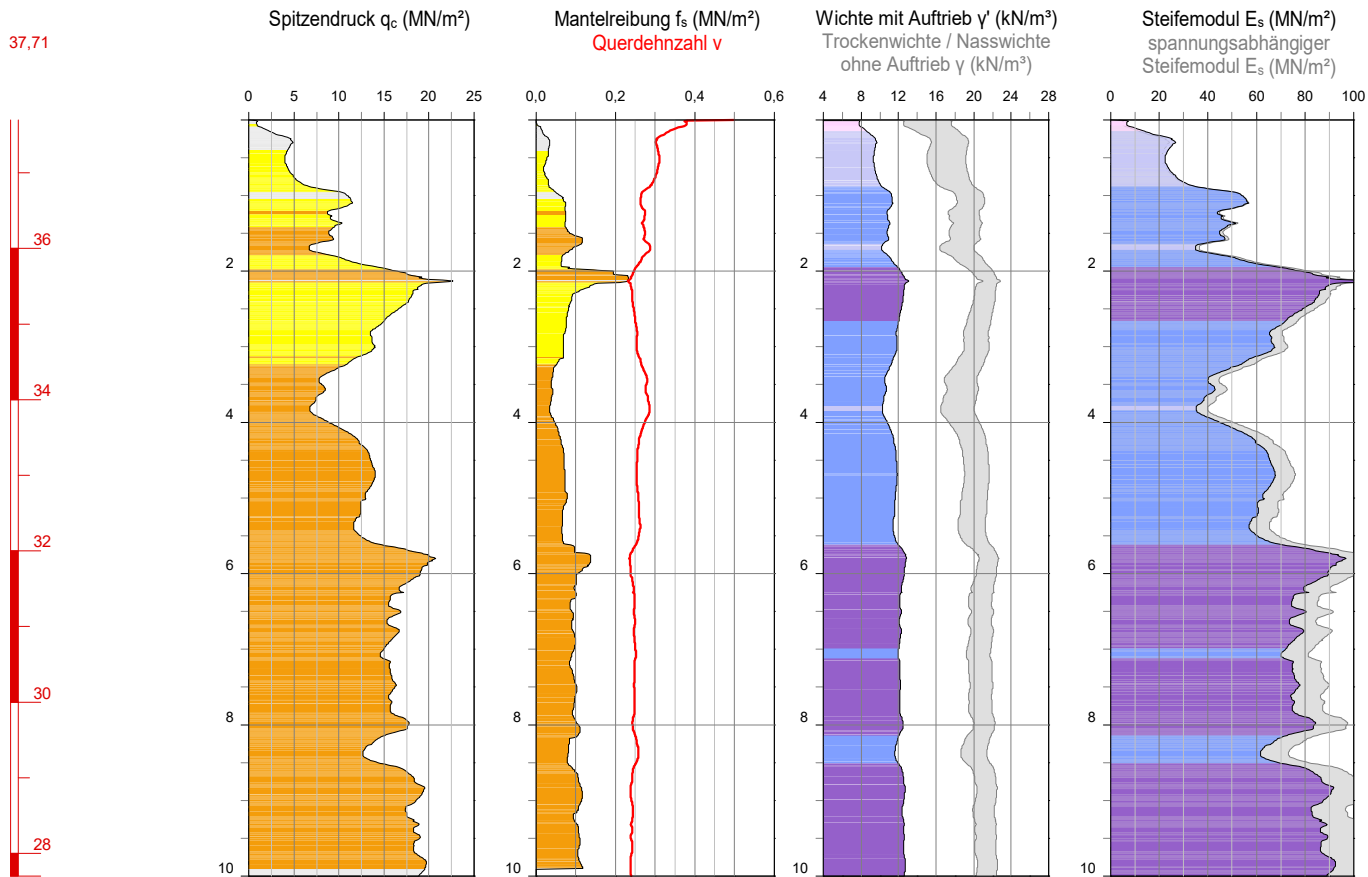 Spitzendruck qc (MN/m²)
Mantelreibung fs (MN/m²)
Querdehnzahl ν
Wichte mit Auftrieb γ' (kN/m³)
Trockenwichte / Nasswichte
ohne Auftrieb γ (kN/m³)
Steifemodul Es (MN/m²)
spannungsabhängiger
Steifemodul Es (MN/m²)
37,71
0 5 10 15 20 25
0,0 0,2 0,3 0,4 0,6
4 8 12 16 20 24 28
0 20 40 60 80 100
36
2 2 2 2
34
4 4 4 4
32
6 6 6 6
30
8 8 8 8
28
10 10 10 10